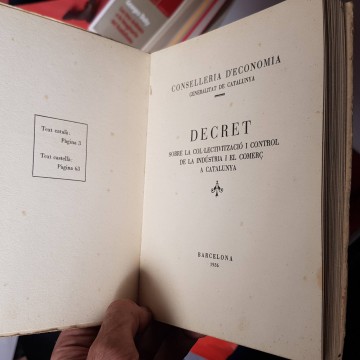 Text català.
Pàgina 3
Text castellà.
Pàgina 63
CONSELLERIA D'ECONOMIA
GENERALITAT DE CATALUNYA
DECRET
SOBRE LA COL·LECTIVITZACIÓ I CONTROL
DE LA INDÚSTRIA I EL COMERÇ
A CATALUNYA
BARCELONA
1936